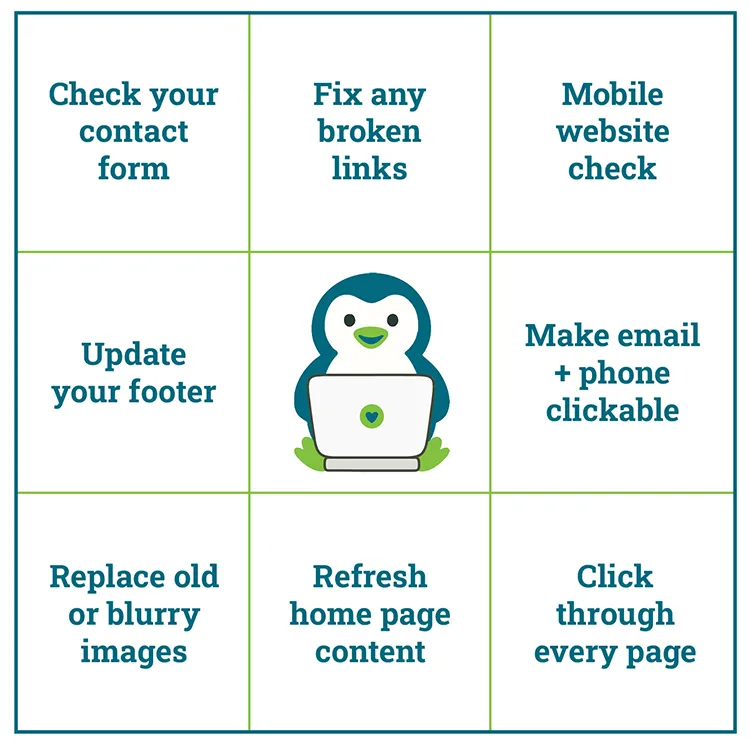 Check your
contact
form
Fix any
broken
links
Mobile
website
check
Update
your footer
Make email
+ phone
clickable
Replace old
or blurry
images
Refresh
home page
content
Click
through
every page